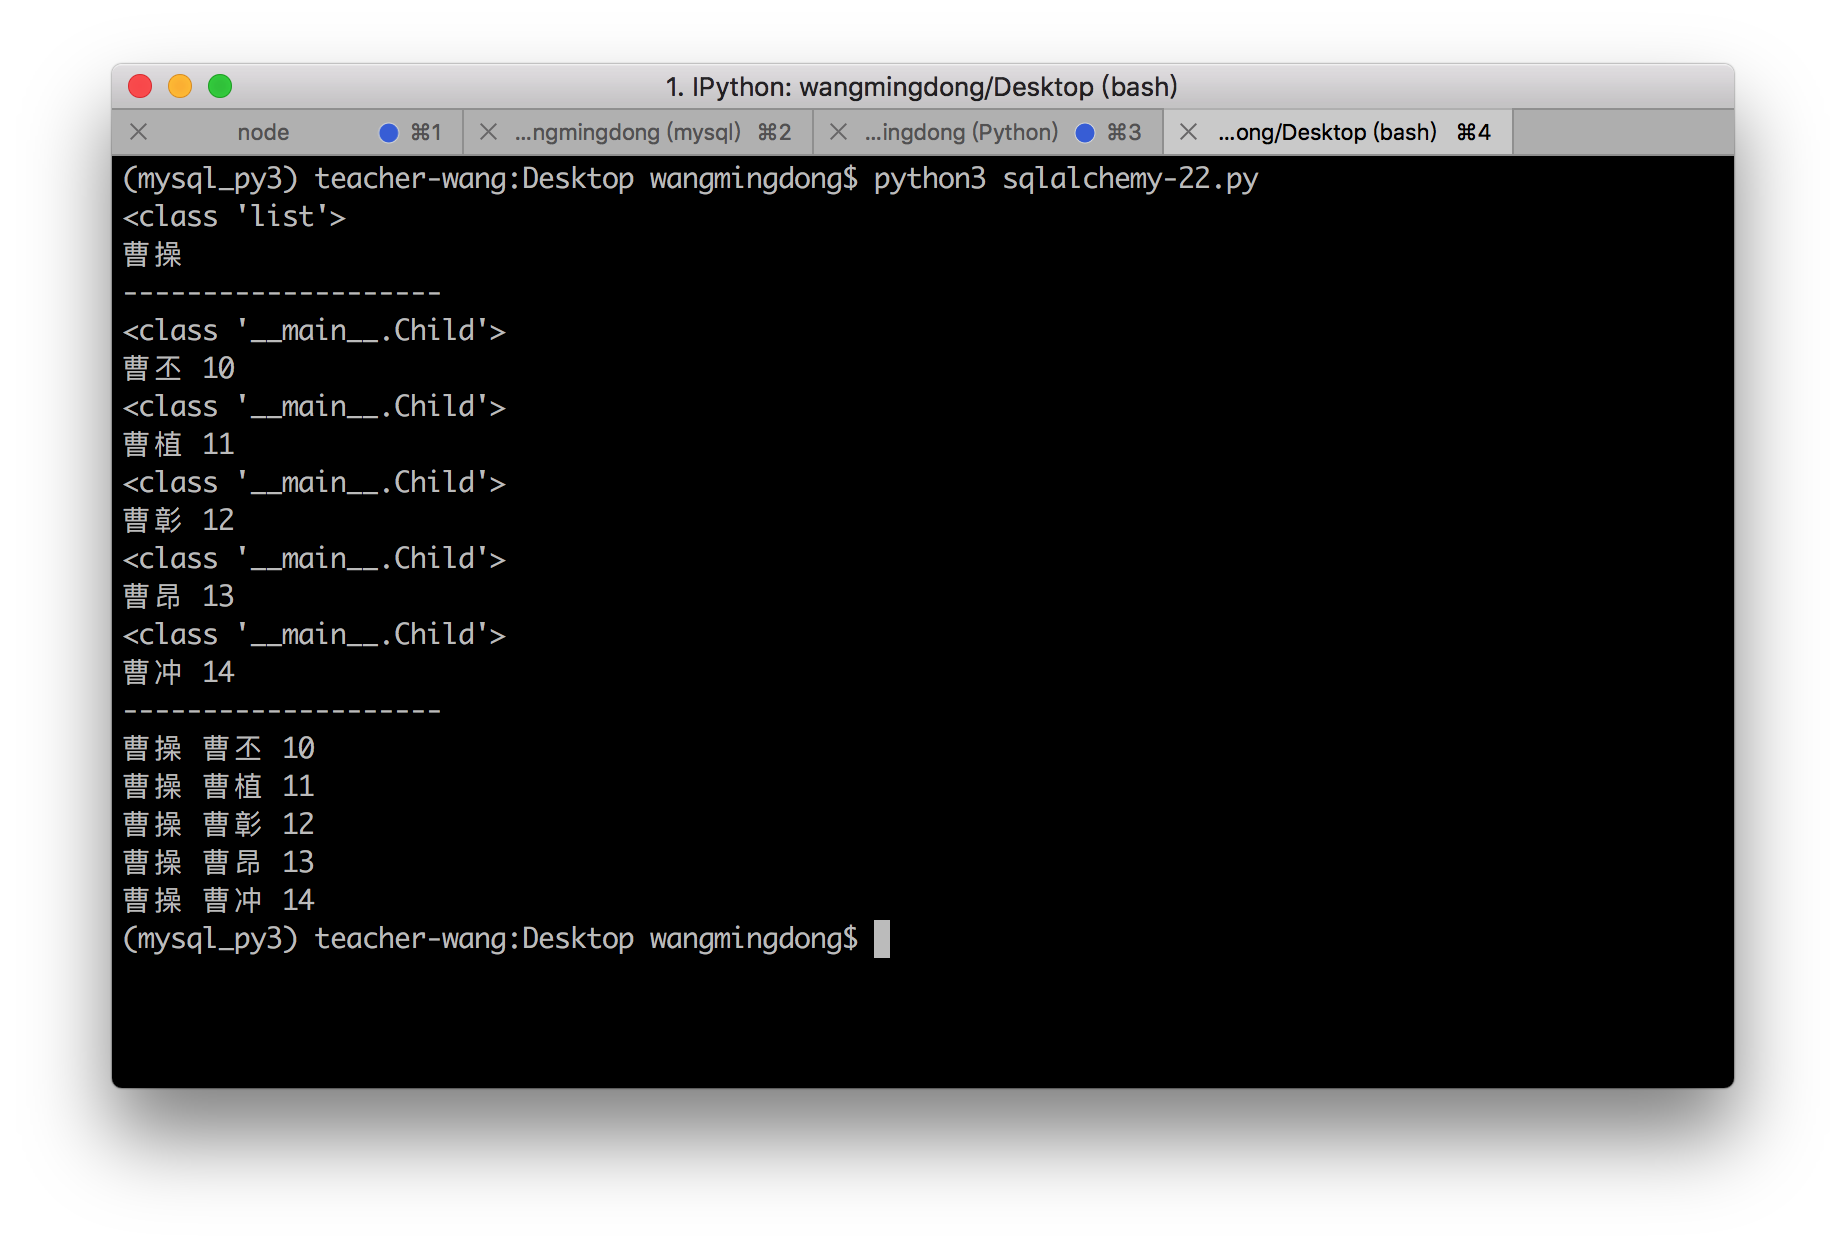 1. IPython: wangmingdong/Desktop (bash)
node ⌘1 ...ngmingdong (mysql) ⌘2 ...ingdong (Python) ⌘3 ...ong/Desktop (bash) ⌘4
(mysql_py3) teacher-wang:Desktop wangmingdong$ python3 sqlalchemy-22.py
<class 'list'>
曹操
--------------------
<class '__main__.Child'>
曹丕 10
<class '__main__.Child'>
曹植 11
<class '__main__.Child'>
曹彰 12
<class '__main__.Child'>
曹昂 13
<class '__main__.Child'>
曹冲 14
--------------------
曹操 曹丕 10
曹操 曹植 11
曹操 曹彰 12
曹操 曹昂 13
曹操 曹冲 14
(mysql_py3) teacher-wang:Desktop wangmingdong$